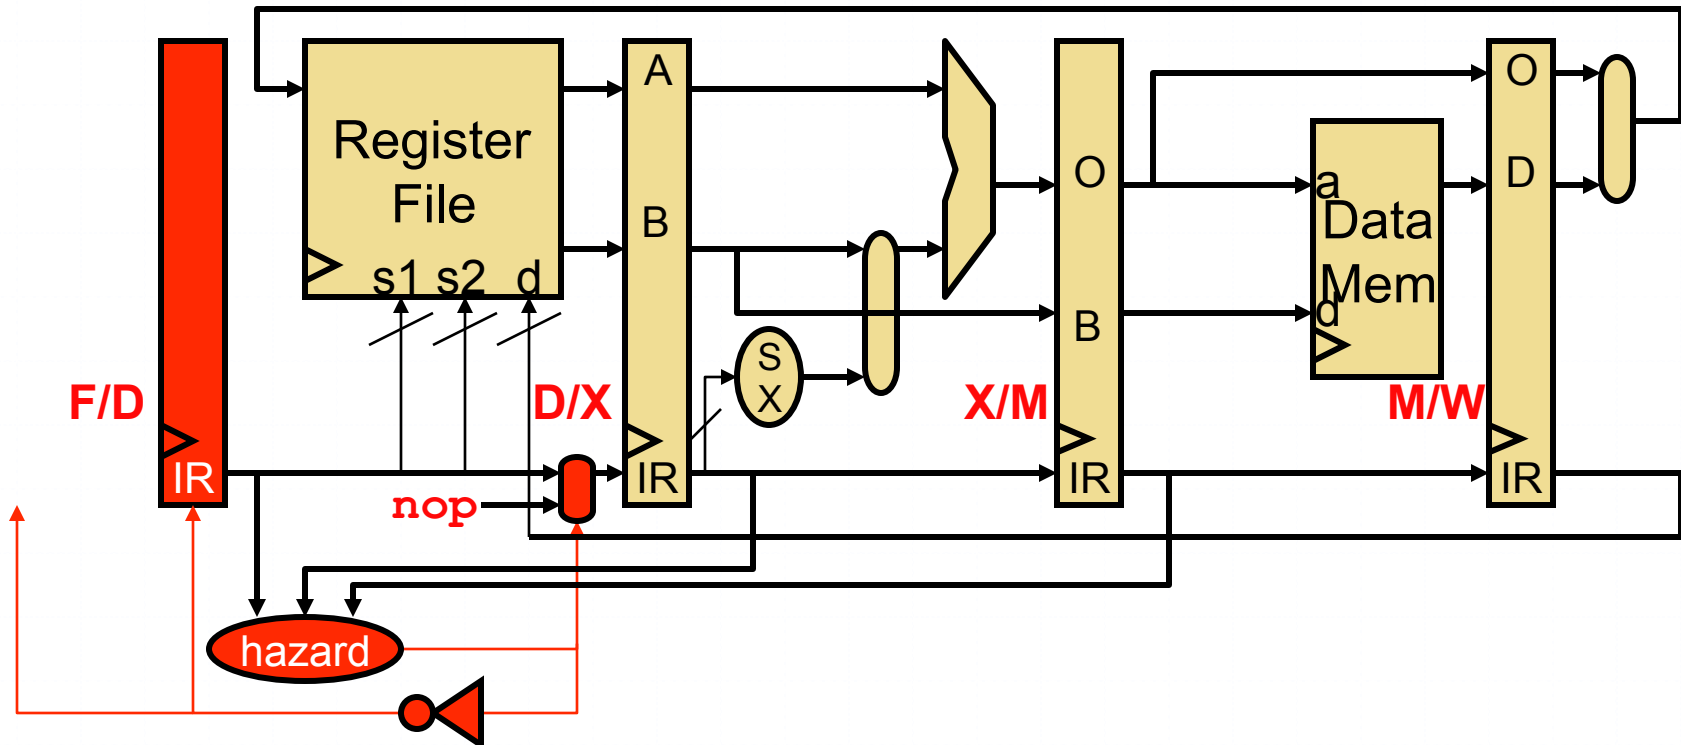 A
Register
File
B
s1 s2 d
S
X
O
B
a
Data
Mem
d
O
D
F/D
D/X
X/M
M/W
IR
IR
IR
IR
nop
hazard